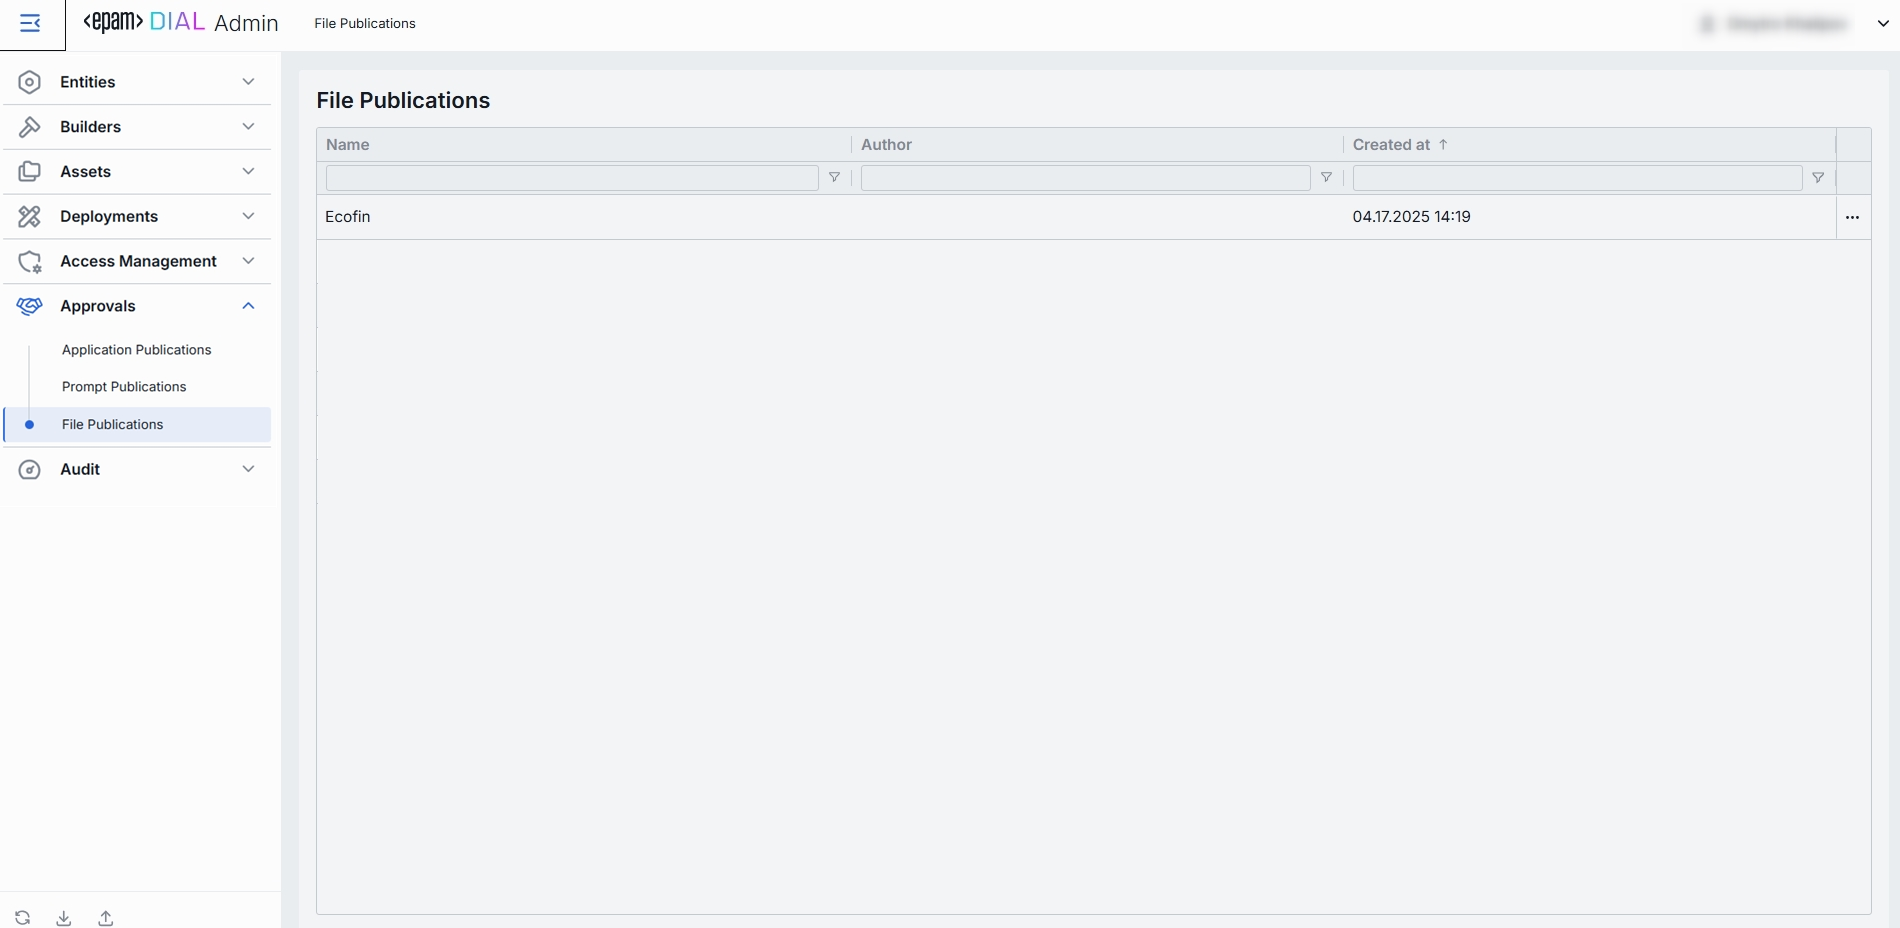 <epam> DIAL Admin
File Publications
Entities
Builders
Assets
Deployments
Access Management
Approvals
Application Publications
Prompt Publications
File Publications
Audit
File Publications
Name Author Created at ↑
Ecofin 04.17.2025 14:19